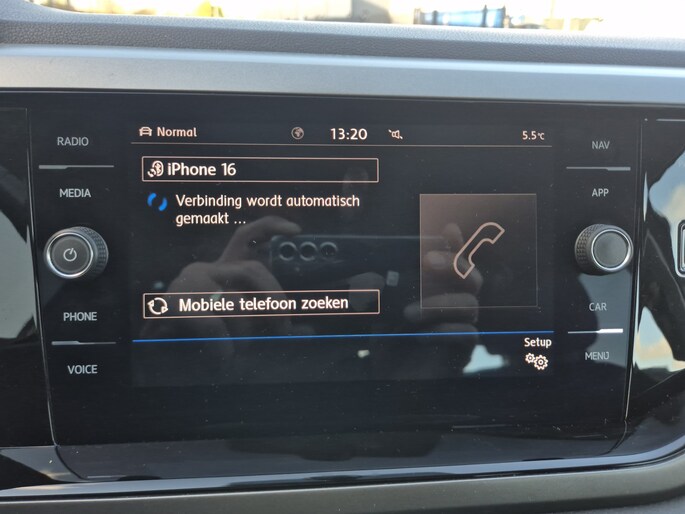 RADIO
MEDIA
PHONE
VOICE
Normal
13:20
5.5°C
iPhone 16
Verbinding wordt automatisch
gemaakt ...
Mobiele telefoon zoeken
Setup
NAV
APP
CAR
MENU